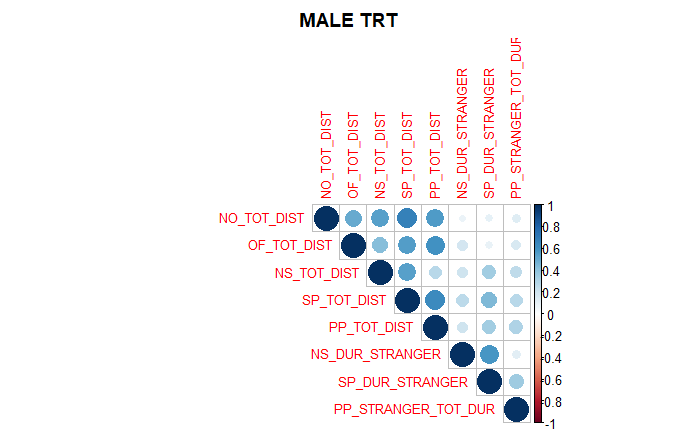 MALE TRT
NO_TOT_DIST
OF_TOT_DIST
NS_TOT_DIST
SP_TOT_DIST
PP_TOT_DIST
NS_DUR_STRANGER
SP_DUR_STRANGER
PP_STRANGER_TOT_DUR
NO_TOT_DIST
OF_TOT_DIST
NS_TOT_DIST
SP_TOT_DIST
PP_TOT_DIST
NS_DUR_STRANGER
SP_DUR_STRANGER
PP_STRANGER_TOT_DUR
1
0.8
0.6
0.4
0.2
0
-0.2
-0.4
-0.6
-0.8
-1